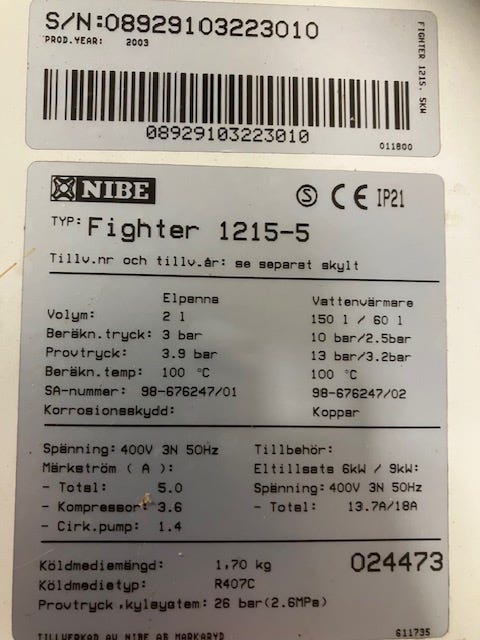 S/N:08929103223010
PROD.YEAR: 2003
FIGHTER 1215, 5KW
08929103223010
011800
NIBE
S CE IP21
TYP: Fighter 1215-5
Tillv.nr och tillv.år: se separat skylt
Elpanna Vattenvärmare
Volym: 2 l 150 l / 60 l
Beräkn.tryck: 3 bar 10 bar/2.5bar
Provtryck: 3.9 bar 13 bar/3.2bar
Beräkn.temp: 100 °C 100 °C
SA-nummer: 98-676247/01 98-676247/02
Korrosionsskydd: Koppar
Spänning: 400V 3N 50Hz Tillbehör:
Märkström ( A ): Eltillsats 6kW / 9kW:
- Total: 5.0 Spänning: 400V 3N 50Hz
- Kompressor: 3.6 - Total: 13.7A/18A
- Cirk.pump: 1.4
Köldmediemängd: 1,70 kg 024473
Köldmedietyp: R407C
Provtryck ,kylsystem: 26 bar(2.6MPa)
TILLVERKAD AV NIBE AB MARKARYD 611735